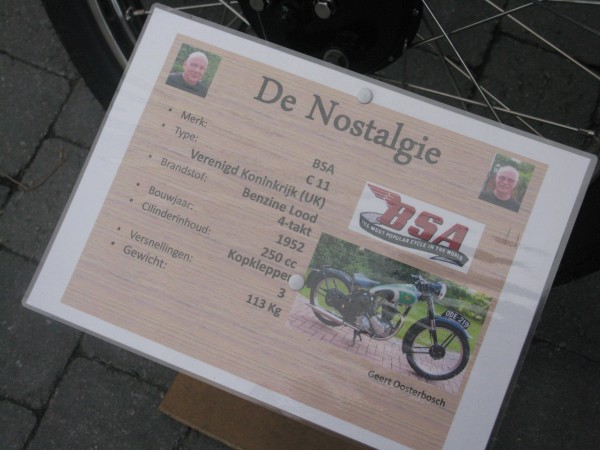 De Nostalgie
• Merk: BSA
• Type: C 11
Verenigd Koninkrijk (UK)
• Brandstof: Benzine Lood
4-takt
• Bouwjaar: 1952
• Cilinderinhoud: 250 cc
Kopklepper
• Versnellingen: 3
• Gewicht: 113 Kg
BSA
THE MOST POPULAR CYCLE IN THE WORLD
Geert Oosterbosch